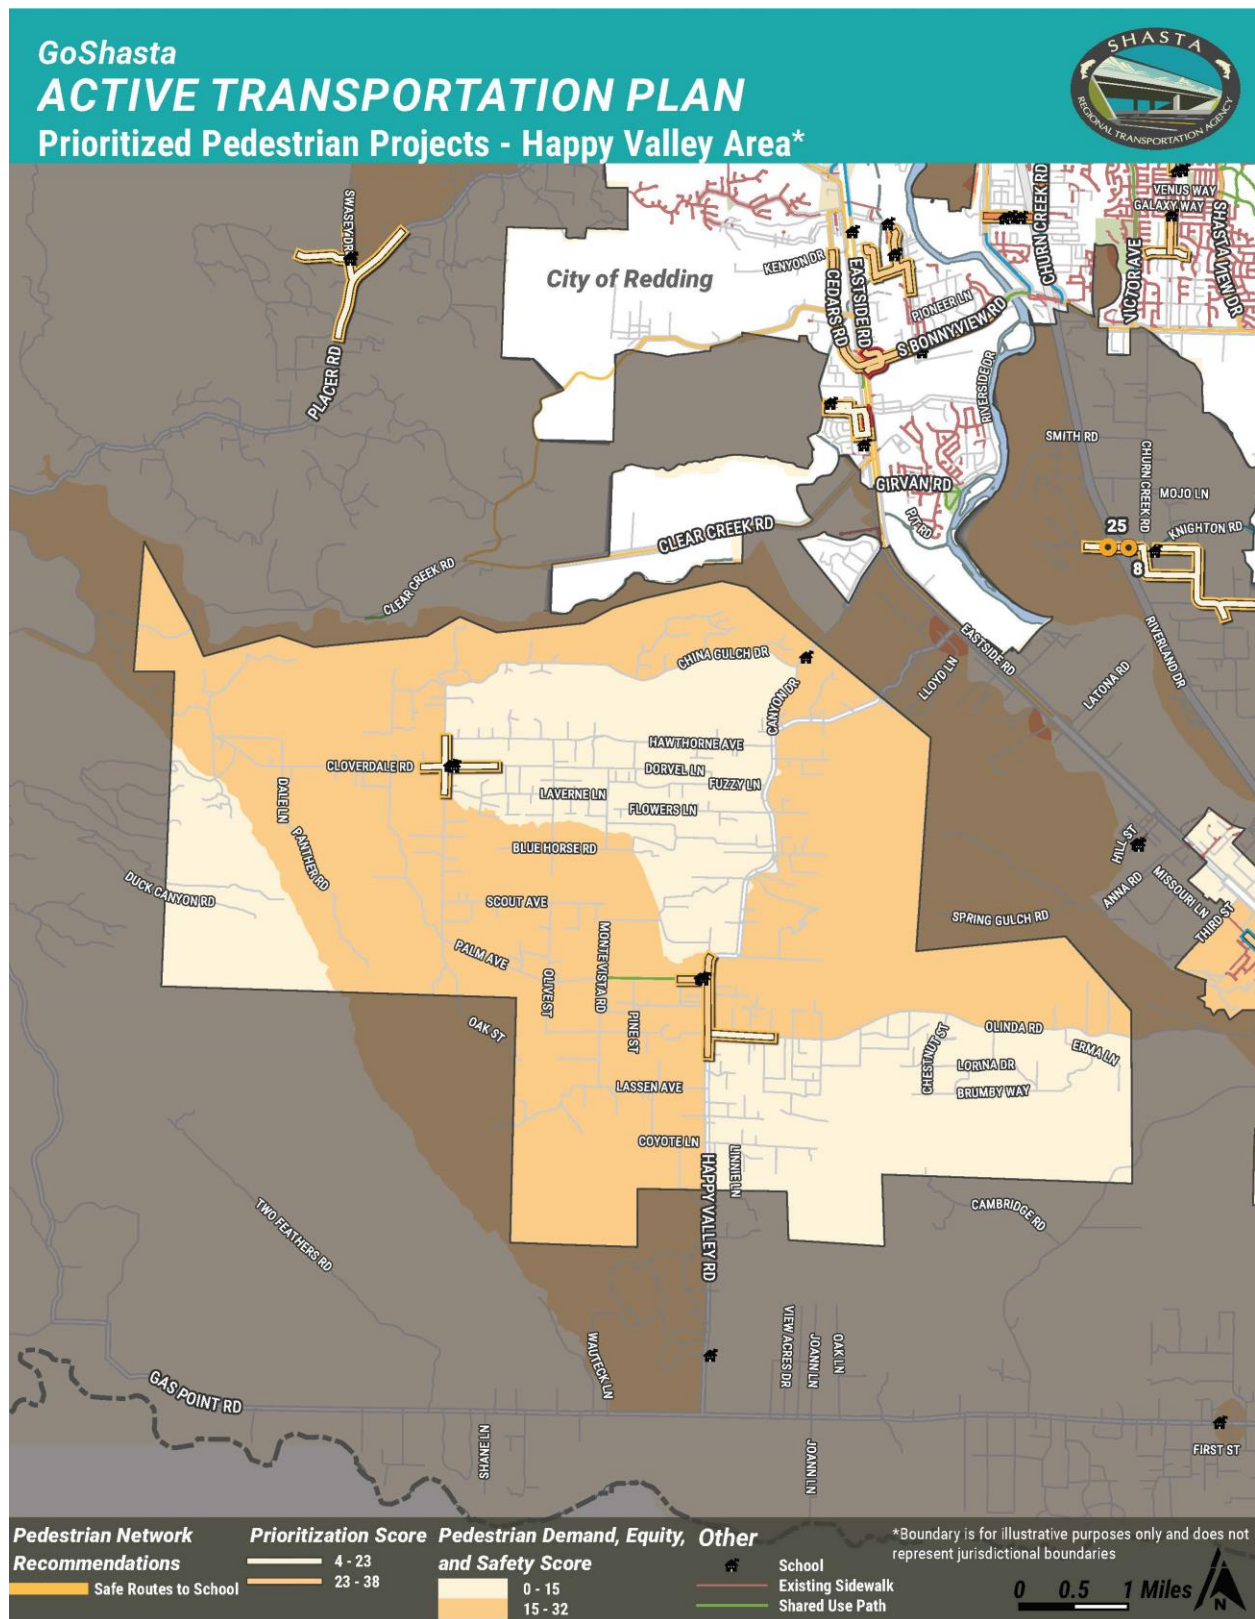 GoShasta
ACTIVE TRANSPORTATION PLAN
Prioritized Pedestrian Projects - Happy Valley Area*
SHASTA
REGIONAL TRANSPORTATION AGENCY
SWASEY DR
PLACER RD
City of Redding
KENYON DR
CEDARS RD
EASTSIDE RD
PIONEER LN
S BONNYVIEW RD
RIVERSIDE DR
CHURN CREEK RD
VENUS WAY
GALAXY WAY
VICTOR AVE
SHASTA VIEW DR
SMITH RD
CHURN CREEK RD
MOJO LN
KNIGHTON RD
25
8
GIRVAN RD
PIT RD
CLEAR CREEK RD
CLEAR CREEK RD
RIVERLAND DR
EASTSIDE RD
LLOYD LN
LATONA RD
CHINA GULCH DR
CANYON DR
HAWTHORNE AVE
CLOVERDALE RD
DORVEL LN
FUZZY LN
LAVERNE LN
FLOWERS LN
DALE LN
PANTHER RD
BLUE HORSE RD
HILL ST
DUCK CANYON RD
ANNA RD
MISSOURI LN
THIRD ST
SCOUT AVE
SPRING GULCH RD
PALM AVE
MONTE VISTA RD
OLIVE ST
OAK ST
PINE ST
CHESTNUT ST
OLINDA RD
ERMA LN
LORINA DR
BRUMBY WAY
LASSEN AVE
COYOTE LN
LINNIE LN
HAPPY VALLEY RD
TWO FEATHERS RD
CAMBRIDGE RD
WAUTECK LN
VIEW ACRES DR
JOANN LN
OAK LN
GAS POINT RD
SHANE LN
JOANN LN
FIRST ST
Pedestrian Network
Recommendations
Safe Routes to School
Prioritization Score
4 - 23
23 - 38
Pedestrian Demand, Equity,
and Safety Score
0 - 15
15 - 32
Other
School
Existing Sidewalk
Shared Use Path
*Boundary is for illustrative purposes only and does not
represent jurisdictional boundaries
0 0.5 1 Miles
N